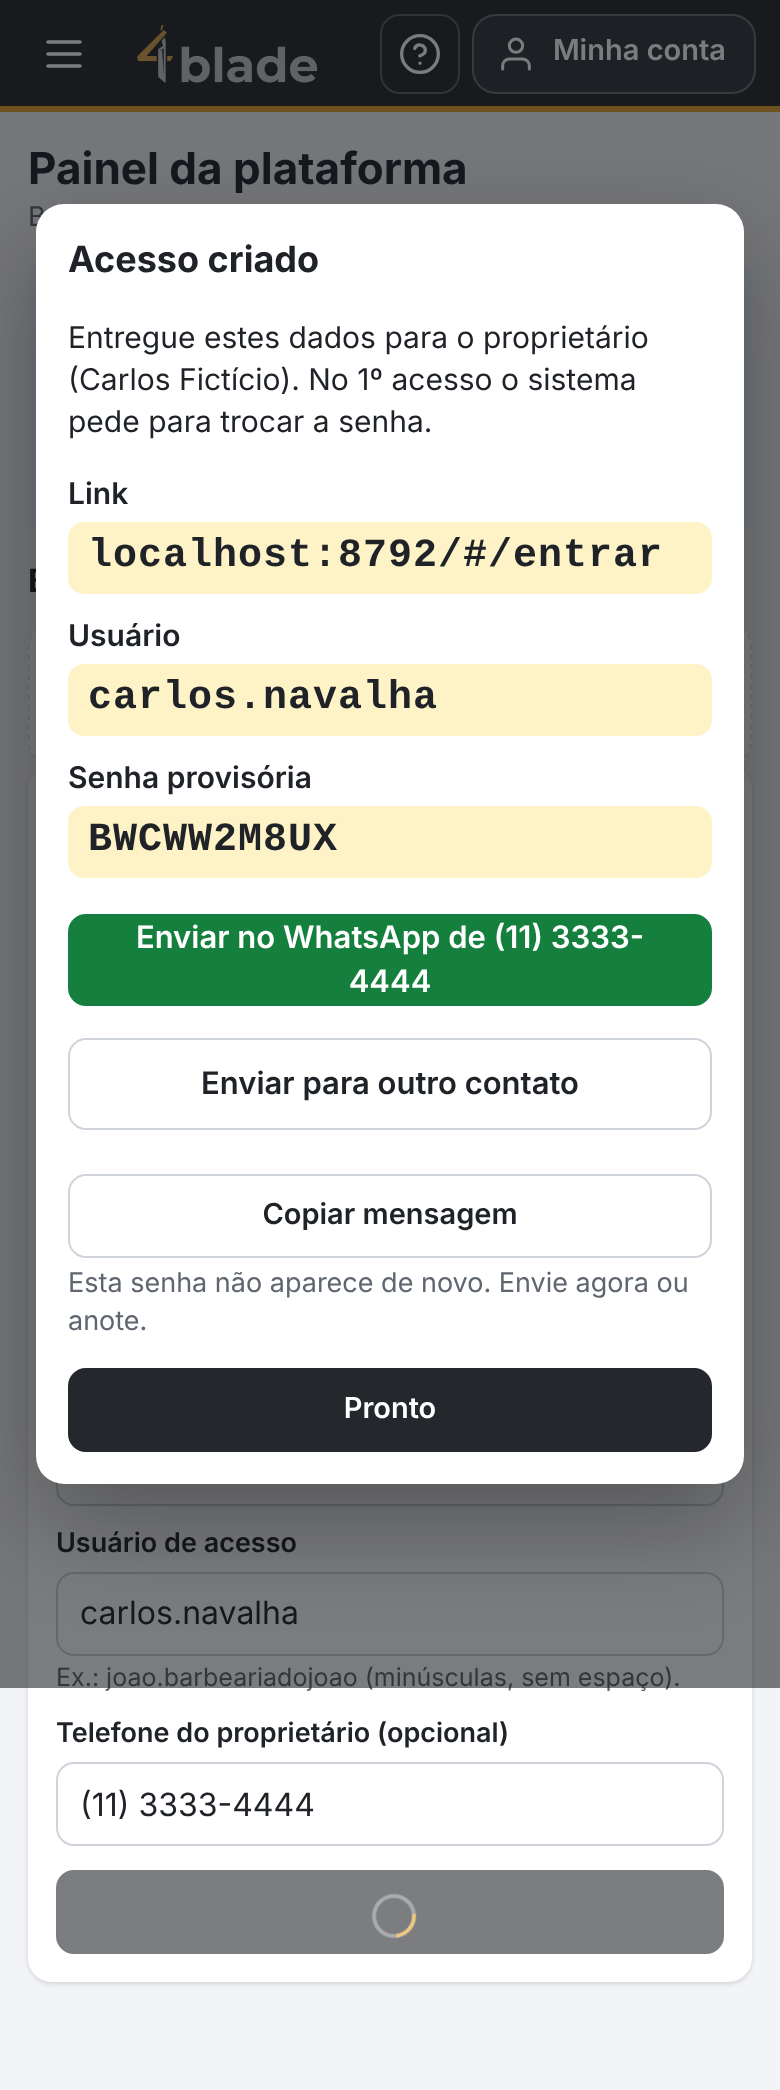 4blade
Minha conta
Painel da plataforma
Acesso criado
Entregue estes dados para o proprietário
(Carlos Fictício). No 1º acesso o sistema
pede para trocar a senha.
Link
localhost:8792/#/entrar
Usuário
carlos.navalha
Senha provisória
BWCWW2M8UX
Enviar no WhatsApp de (11) 3333-
4444
Enviar para outro contato
Copiar mensagem
Esta senha não aparece de novo. Envie agora ou
anote.
Pronto
Usuário de acesso
carlos.navalha
Ex.: joao.barbeariadojoao (minúsculas, sem espaço).
Telefone do proprietário (opcional)
(11) 3333-4444